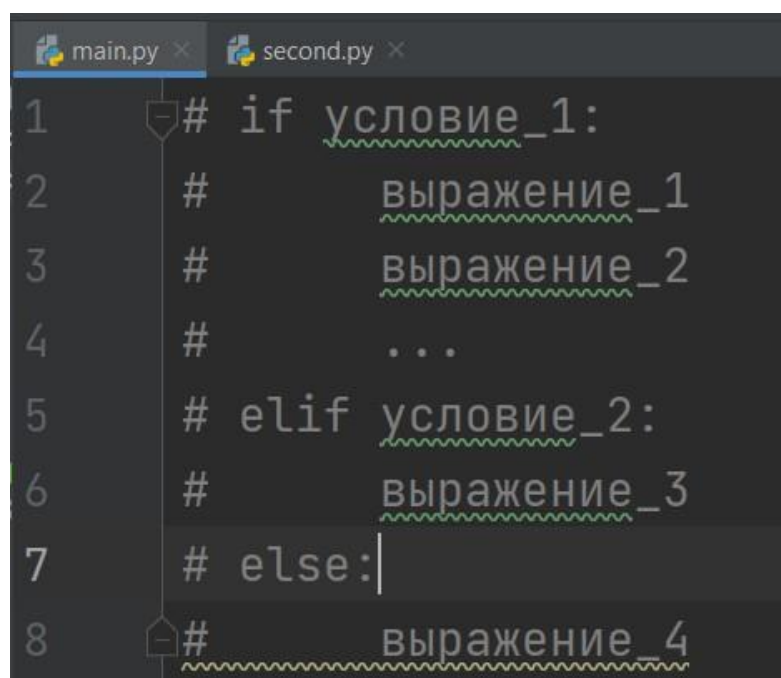 main.py second.py
1 # if условие_1:
2 #       выражение_1
3 #       выражение_2
4 #       ...
5 # elif условие_2:
6 #       выражение_3
7 # else:
8 #       выражение_4